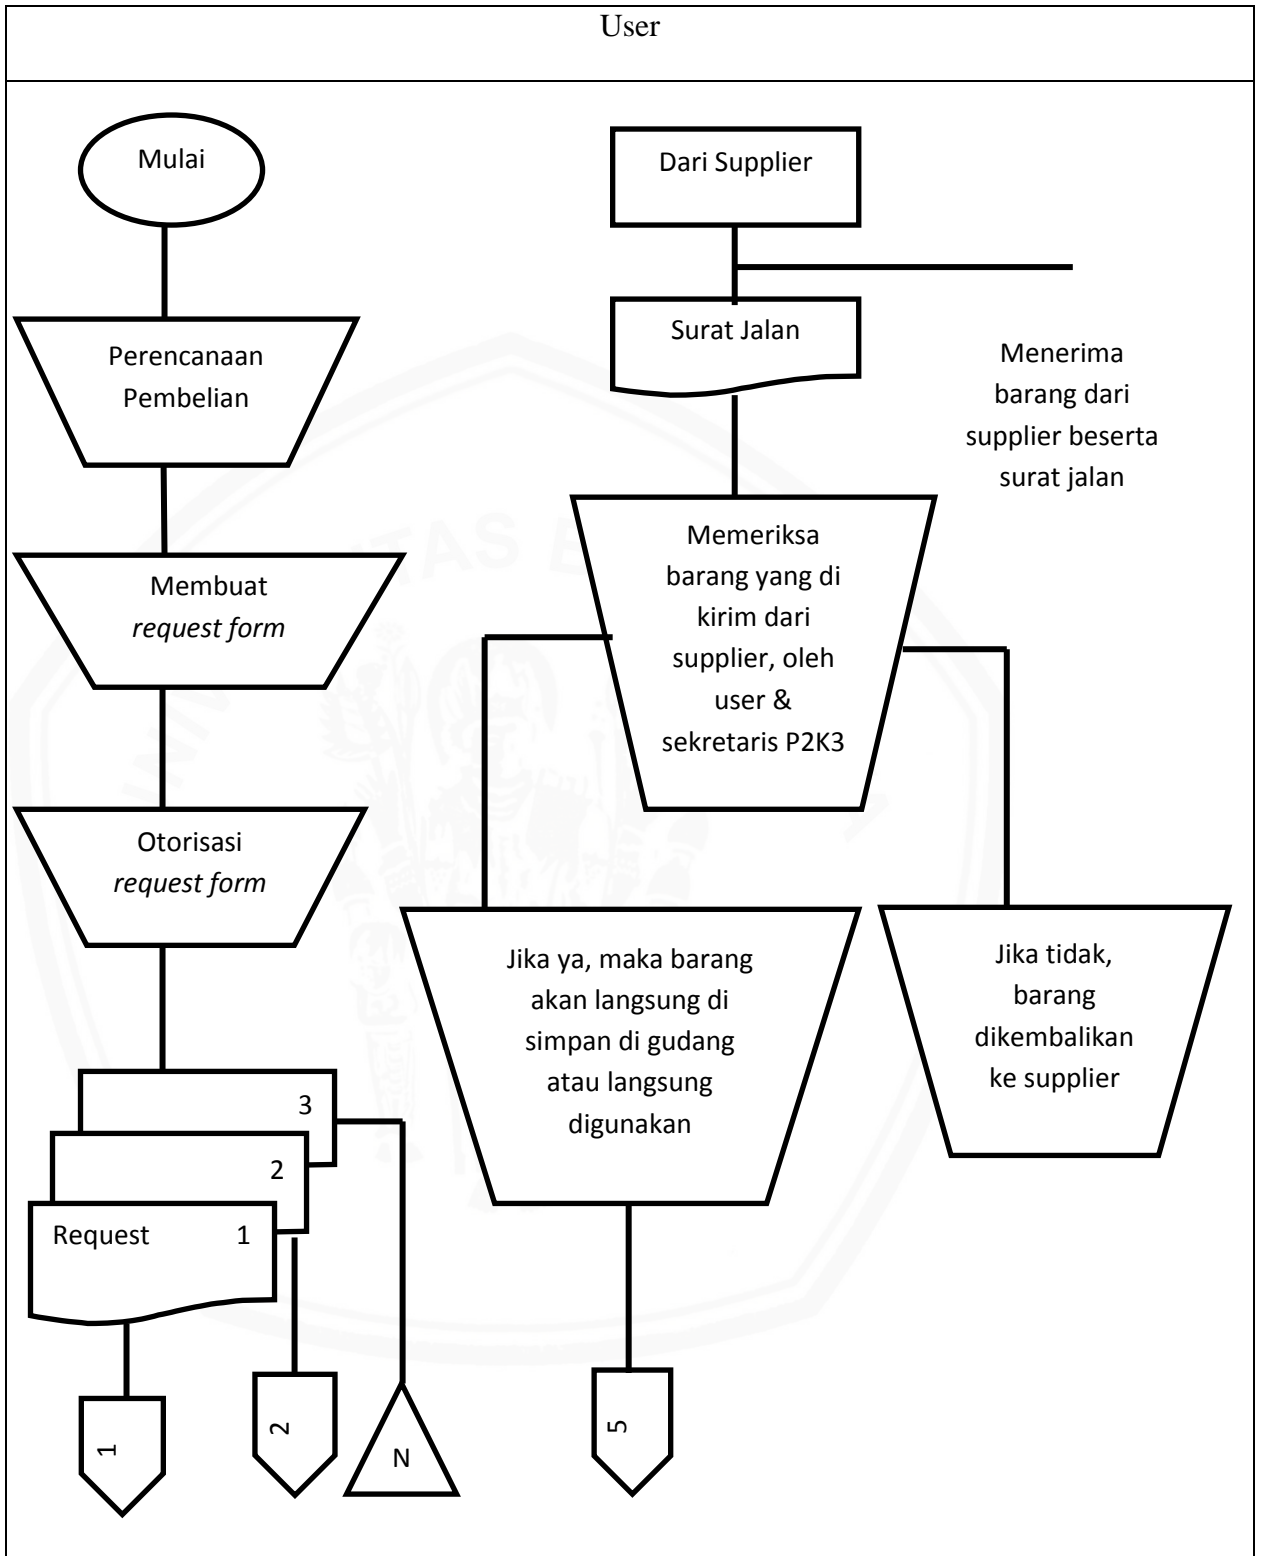 User
Mulai
Perencanaan
Pembelian
Membuat
request form
Otorisasi
request form
3
2
Request 1
1
2
N
Dari Supplier
Surat Jalan
Menerima
barang dari
supplier beserta
surat jalan
Memeriksa
barang yang di
kirim dari
supplier, oleh
user &
sekretaris P2K3
Jika ya, maka barang
akan langsung di
simpan di gudang
atau langsung
digunakan
Jika tidak,
barang
dikembalikan
ke supplier
5